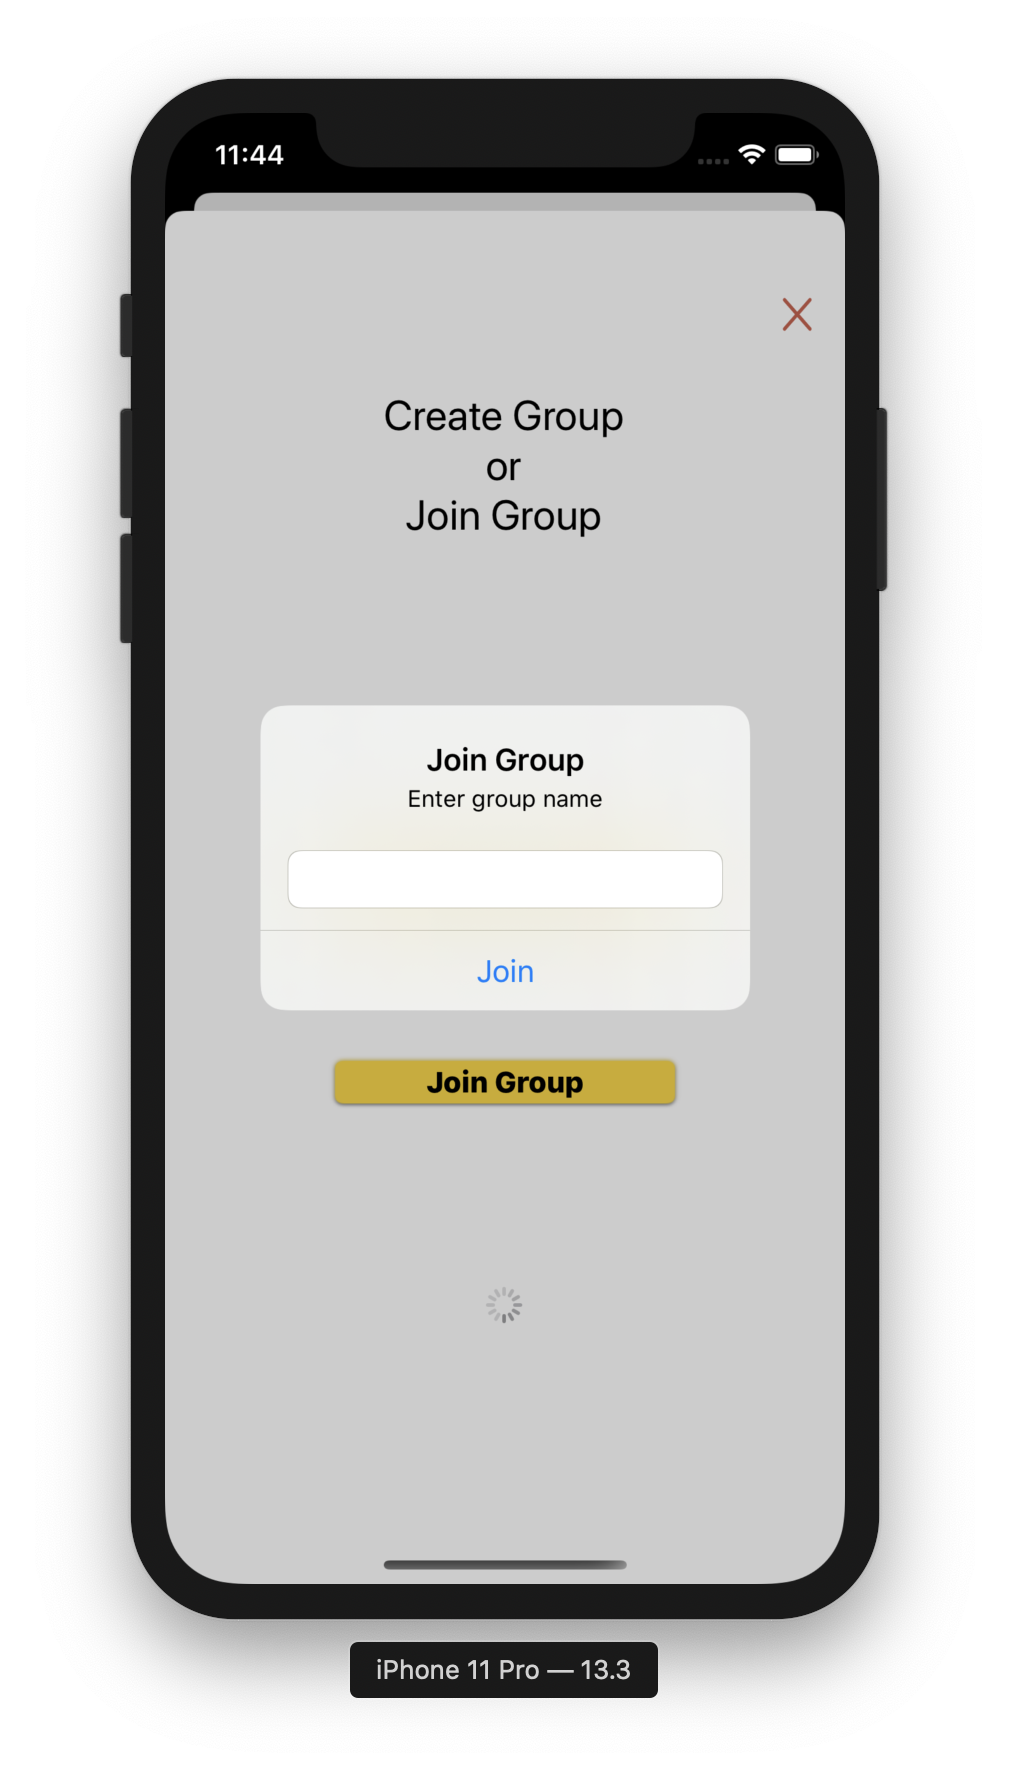 11:44
Create Group
or
Join Group
Join Group
Enter group name
Join
Join Group
iPhone 11 Pro — 13.3